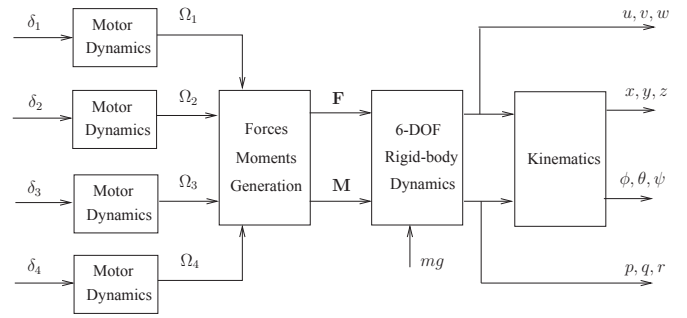 δ₁
Motor
Dynamics
Ω₁
δ₂
Motor
Dynamics
Ω₂
δ₃
Motor
Dynamics
Ω₃
δ₄
Motor
Dynamics
Ω₄
Forces
Moments
Generation
F
M
6-DOF
Rigid-body
Dynamics
mg
Kinematics
u, v, w
x, y, z
ϕ, θ, ψ
p, q, r